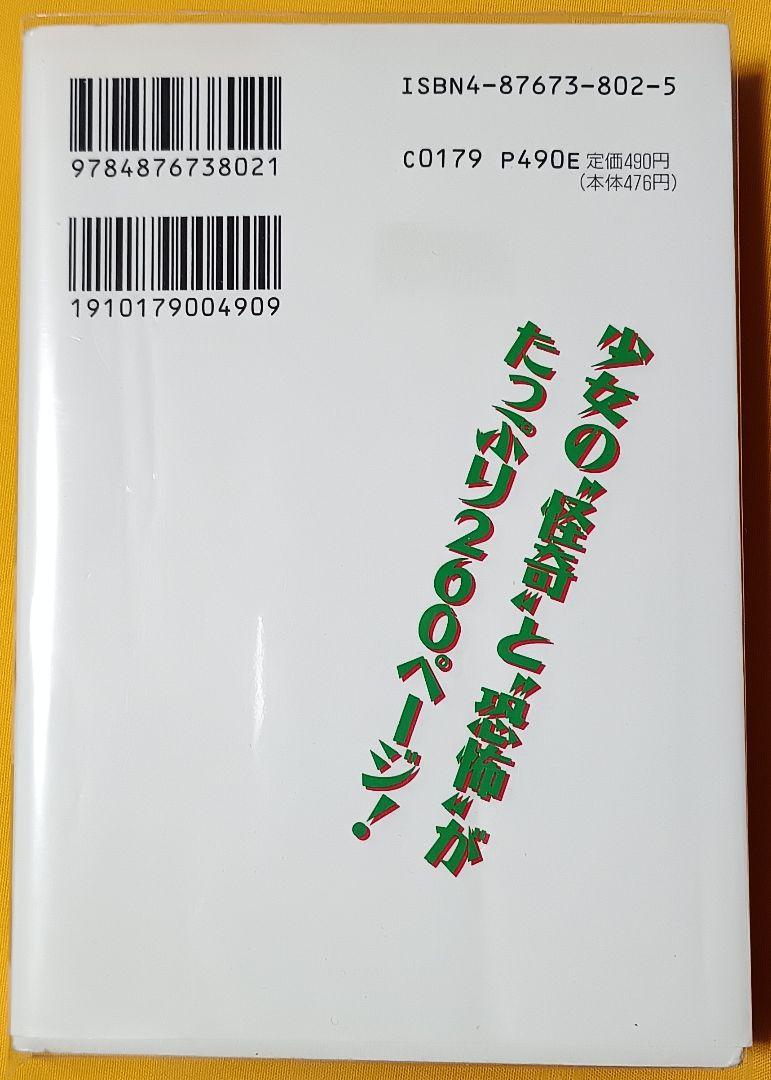 9784876738021
1910179004909
ISBN4-87673-802-5
C0179 P490E 定価490円
(本体476円)
少女の"怪奇"と"恐怖"が
たっぷり260ページ!